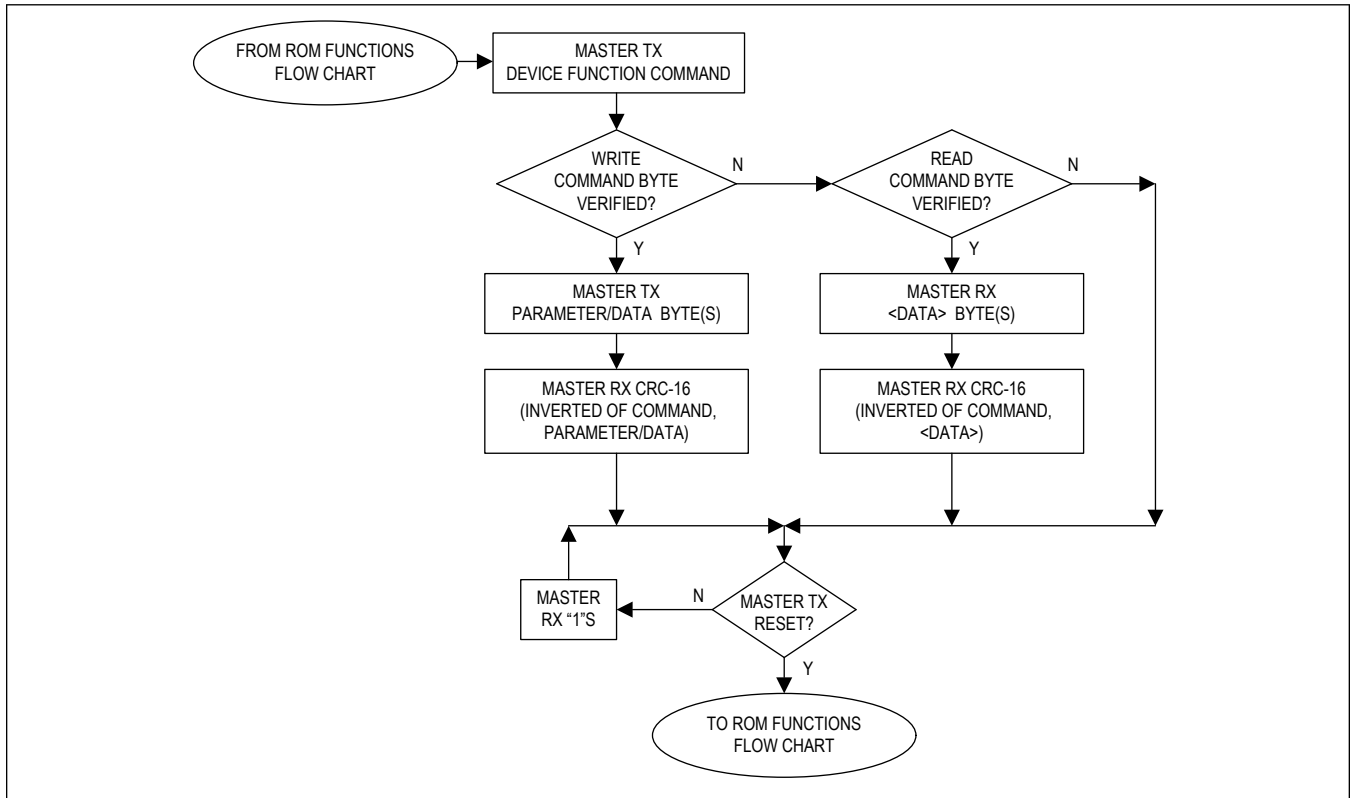 FROM ROM FUNCTIONS
FLOW CHART
MASTER TX
DEVICE FUNCTION COMMAND
WRITE
COMMAND BYTE
VERIFIED?
N
READ
COMMAND BYTE
VERIFIED?
N
Y
Y
MASTER TX
PARAMETER/DATA BYTE(S)
MASTER RX
<DATA> BYTE(S)
MASTER RX CRC-16
(INVERTED OF COMMAND,
PARAMETER/DATA)
MASTER RX CRC-16
(INVERTED OF COMMAND,
<DATA>)
MASTER
RX “1”S
N
MASTER TX
RESET?
Y
TO ROM FUNCTIONS
FLOW CHART